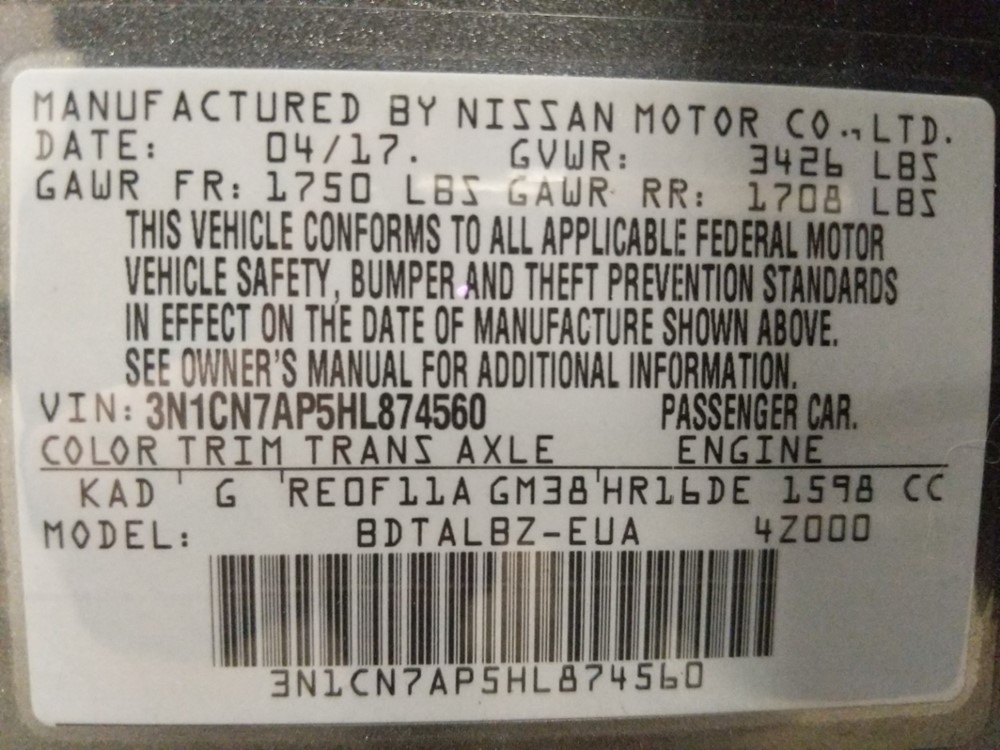 MANUFACTURED BY NISSAN MOTOR CO., LTD.
DATE: 04/17. GVWR: 3426 LBS
GAWR FR: 1750 LBS GAWR RR: 1708 LBS
THIS VEHICLE CONFORMS TO ALL APPLICABLE FEDERAL MOTOR
VEHICLE SAFETY, BUMPER AND THEFT PREVENTION STANDARDS
IN EFFECT ON THE DATE OF MANUFACTURE SHOWN ABOVE.
SEE OWNER'S MANUAL FOR ADDITIONAL INFORMATION.
VIN: 3N1CN7AP5HL874560 PASSENGER CAR.
COLOR TRIM TRANS AXLE ENGINE
KAD G RE0F11A GM38 HR16DE 1598 CC
MODEL: BDTALBZ-EUA 4Z000
3N1CN7AP5HL874560